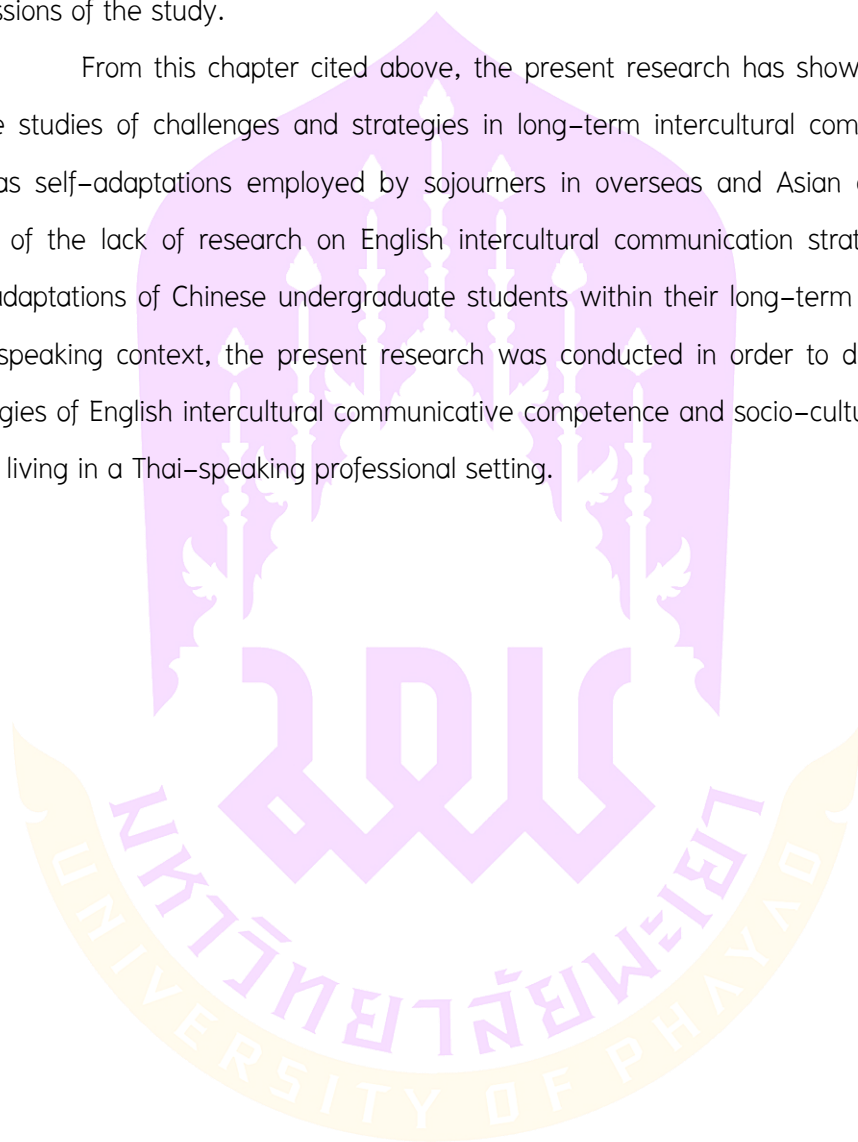 ssions of the study.
From this chapter cited above, the present research has show
e studies of challenges and strategies in long–term intercultural com
as self–adaptations employed by sojourners in overseas and Asian
of the lack of research on English intercultural communication strat
adaptations of Chinese undergraduate students within their long–term
speaking context, the present research was conducted in order to d
gies of English intercultural communicative competence and socio–cultu
living in a Thai–speaking professional setting.
มหาวิทยาลัยพะเยา
UNIVERSITY OF PHAYAO